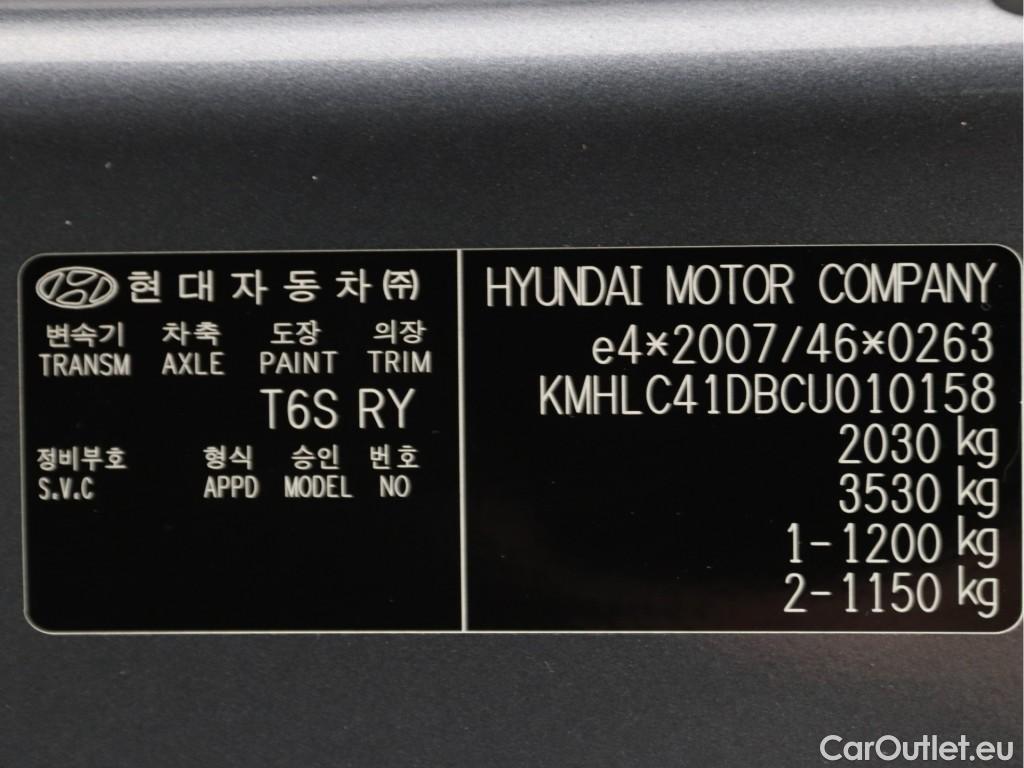 현대자동차㈜
변속기 차축 도장 의장
TRANSM AXLE PAINT TRIM
T6S RY
정비부호 형식 승인 번호
S.V.C APPD MODEL NO
HYUNDAI MOTOR COMPANY
e4*2007/46*0263
KMHLC41DBCU010158
2030 kg
3530 kg
1-1200 kg
2-1150 kg
CarOutlet.eu